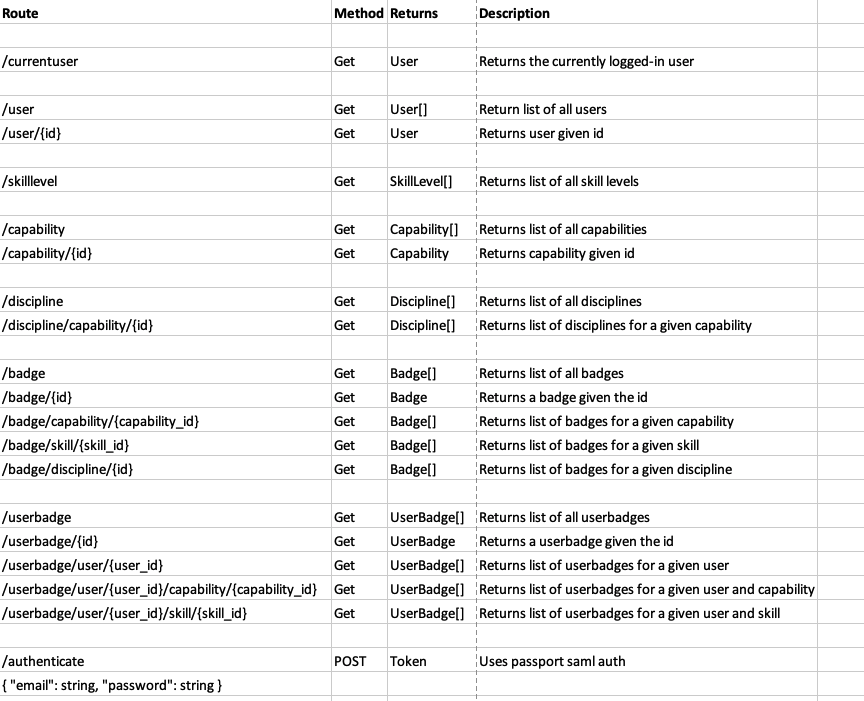 Route Method Returns Description
/currentuser Get User Returns the currently logged-in user
/user Get User[] Return list of all users
/user/{id} Get User Returns user given id
/skilllevel Get SkillLevel[] Returns list of all skill levels
/capability Get Capability[] Returns list of all capabilities
/capability/{id} Get Capability Returns capability given id
/discipline Get Discipline[] Returns list of all disciplines
/discipline/capability/{id} Get Discipline[] Returns list of disciplines for a given capability
/badge Get Badge[] Returns list of all badges
/badge/{id} Get Badge Returns a badge given the id
/badge/capability/{capability_id} Get Badge[] Returns list of badges for a given capability
/badge/skill/{skill_id} Get Badge[] Returns list of badges for a given skill
/badge/discipline/{id} Get Badge[] Returns list of badges for a given discipline
/userbadge Get UserBadge[] Returns list of all userbadges
/userbadge/{id} Get UserBadge Returns a userbadge given the id
/userbadge/user/{user_id} Get UserBadge[] Returns list of userbadges for a given user
/userbadge/user/{user_id}/capability/{capability_id} Get UserBadge[] Returns list of userbadges for a given user and capability
/userbadge/user/{user_id}/skill/{skill_id} Get UserBadge[] Returns list of userbadges for a given user and skill
/authenticate POST Token Uses passport saml auth
{ "email": string, "password": string }